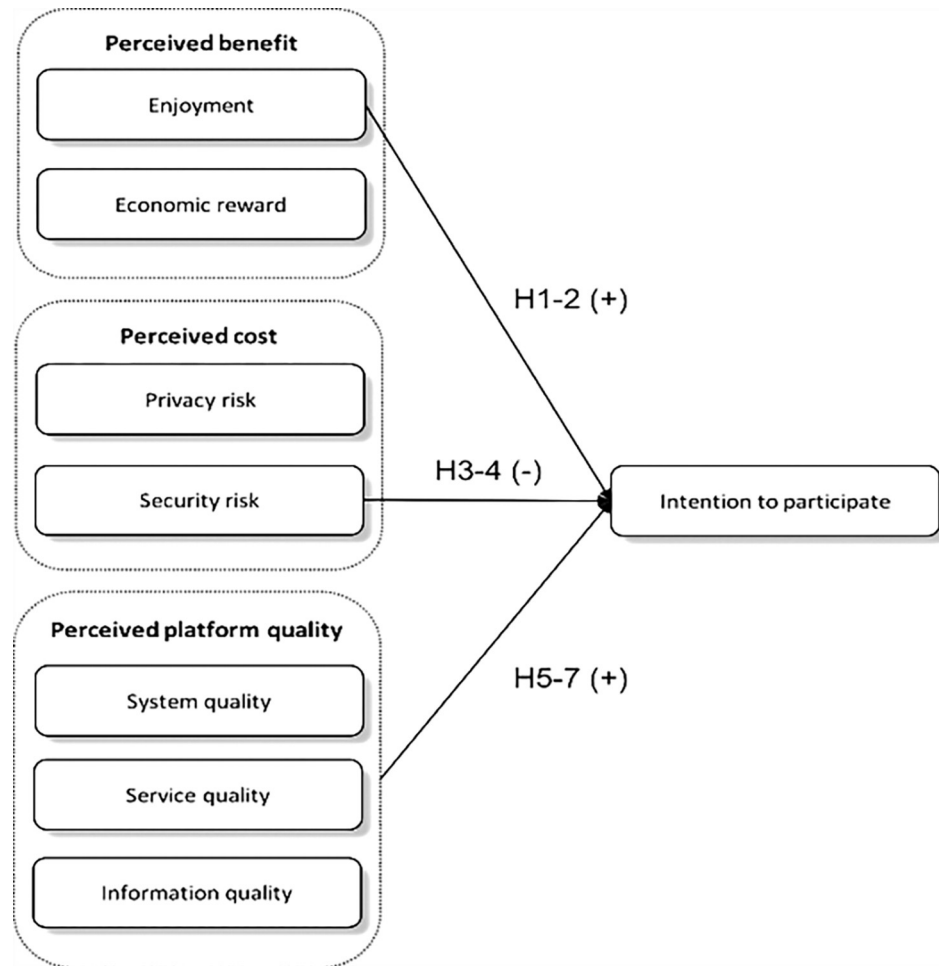 Perceived benefit
Enjoyment
Economic reward
H1-2 (+)
Perceived cost
Privacy risk
H3-4 (-)
Security risk
Intention to participate
Perceived platform quality
System quality
H5-7 (+)
Service quality
Information quality